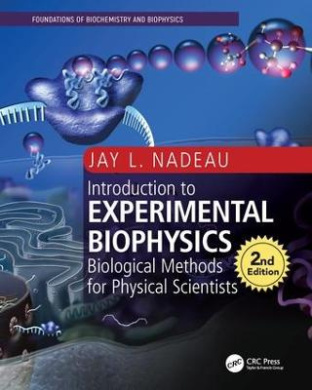 FOUNDATIONS OF BIOCHEMISTRY AND BIOPHYSICS
JAY L. NADEAU
Introduction to
EXPERIMENTAL
BIOPHYSICS
Biological Methods
for Physical Scientists
2nd
Edition
CRC
CRC Press
Taylor & Francis Group